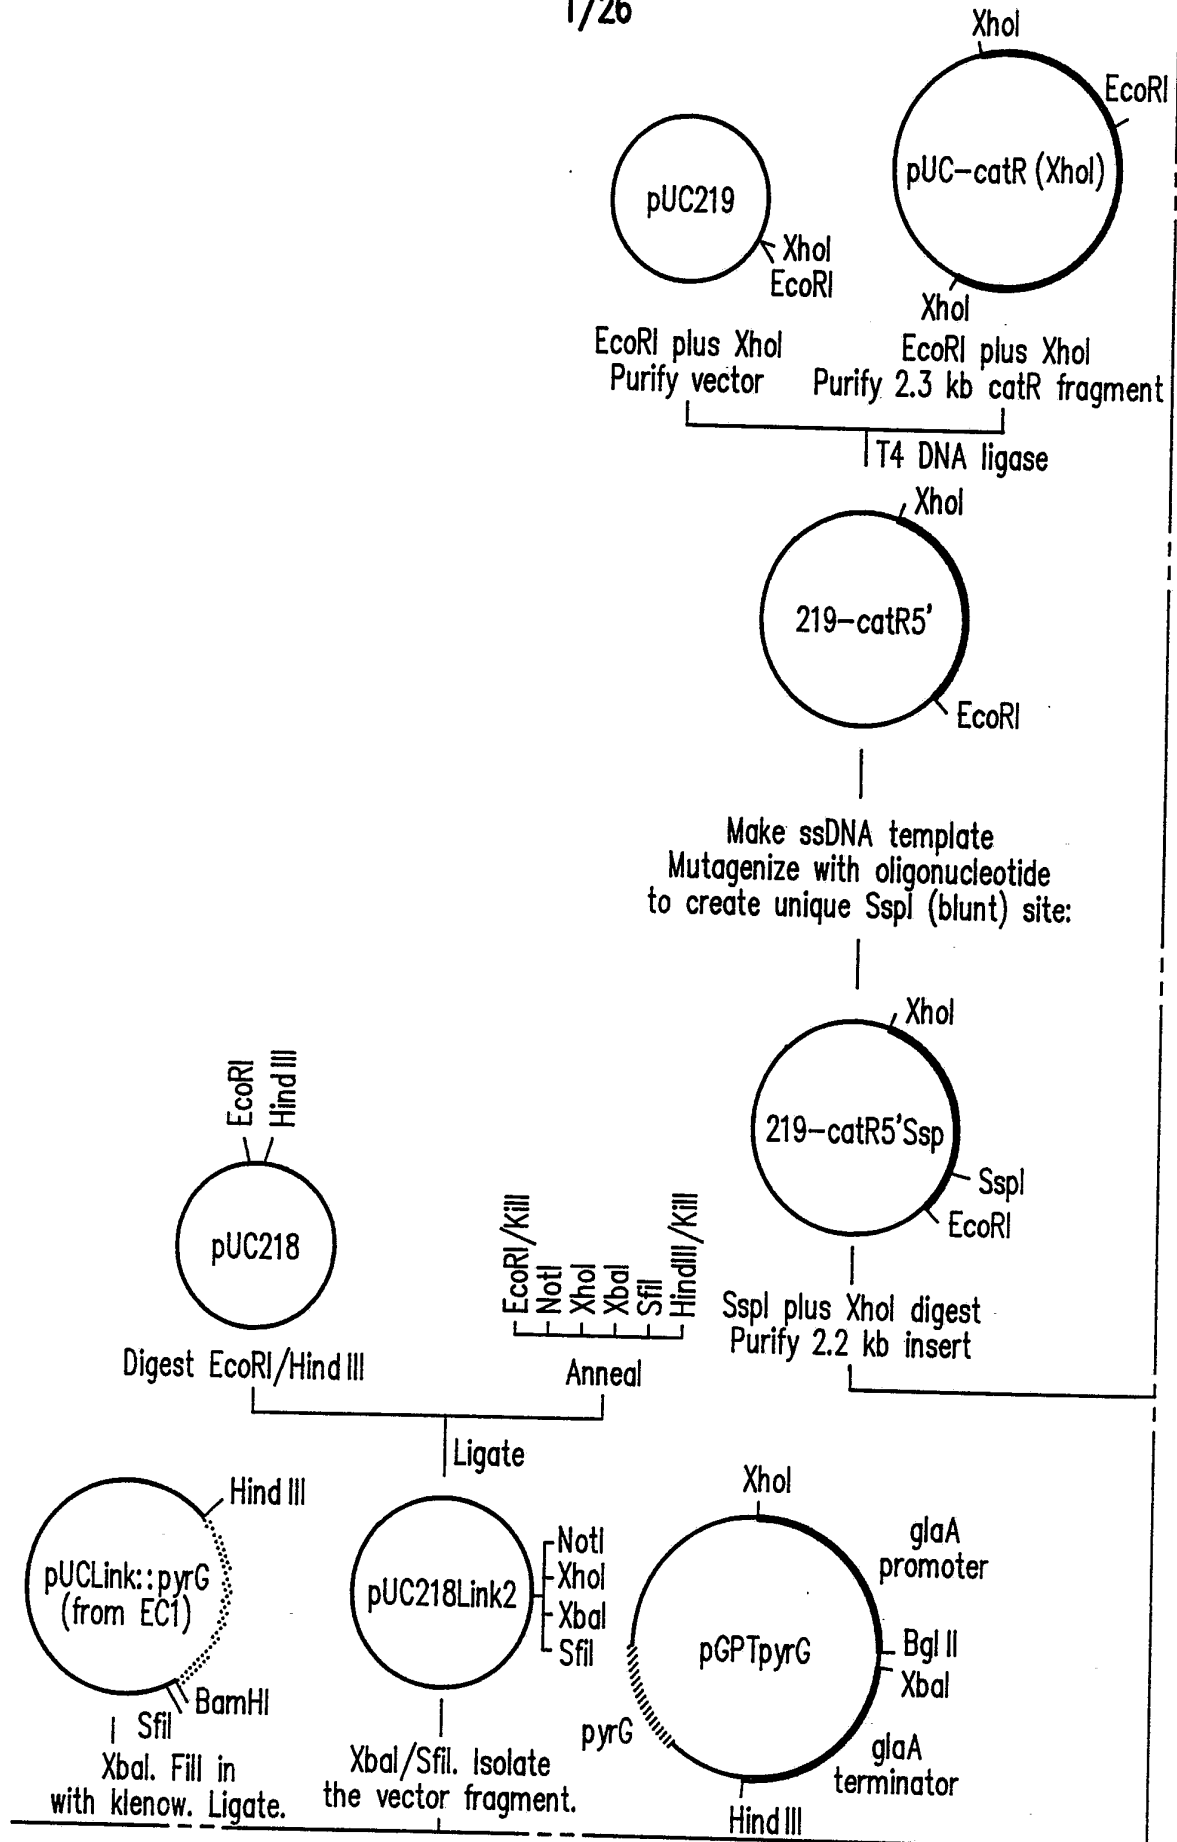 1/26
XhoI
EcoRI
pUC-catR (XhoI)
XhoI
pUC219
XhoI
EcoRI
EcoRI plus XhoI
Purify vector
EcoRI plus XhoI
Purify 2.3 kb catR fragment
T4 DNA ligase
XhoI
219-catR5'
EcoRI
Make ssDNA template
Mutagenize with oligonucleotide
to create unique SspI (blunt) site:
XhoI
219-catR5'Ssp
SspI
EcoRI
SspI plus XhoI digest
Purify 2.2 kb insert
EcoRI
Hind III
pUC218
Digest EcoRI/Hind III
EcoRI/Kill
NotI
XhoI
XbaI
SfiI
HindIII/Kill
Anneal
Ligate
Hind III
pUCLink::pyrG
(from EC1)
BamHI
SfiI
XbaI. Fill in
with klenow. Ligate.
pUC218Link2
NotI
XhoI
XbaI
SfiI
XbaI/SfiI. Isolate
the vector fragment.
XhoI
glaA
promoter
pGPTpyrG
Bgl II
XbaI
pyrG
glaA
terminator
Hind III